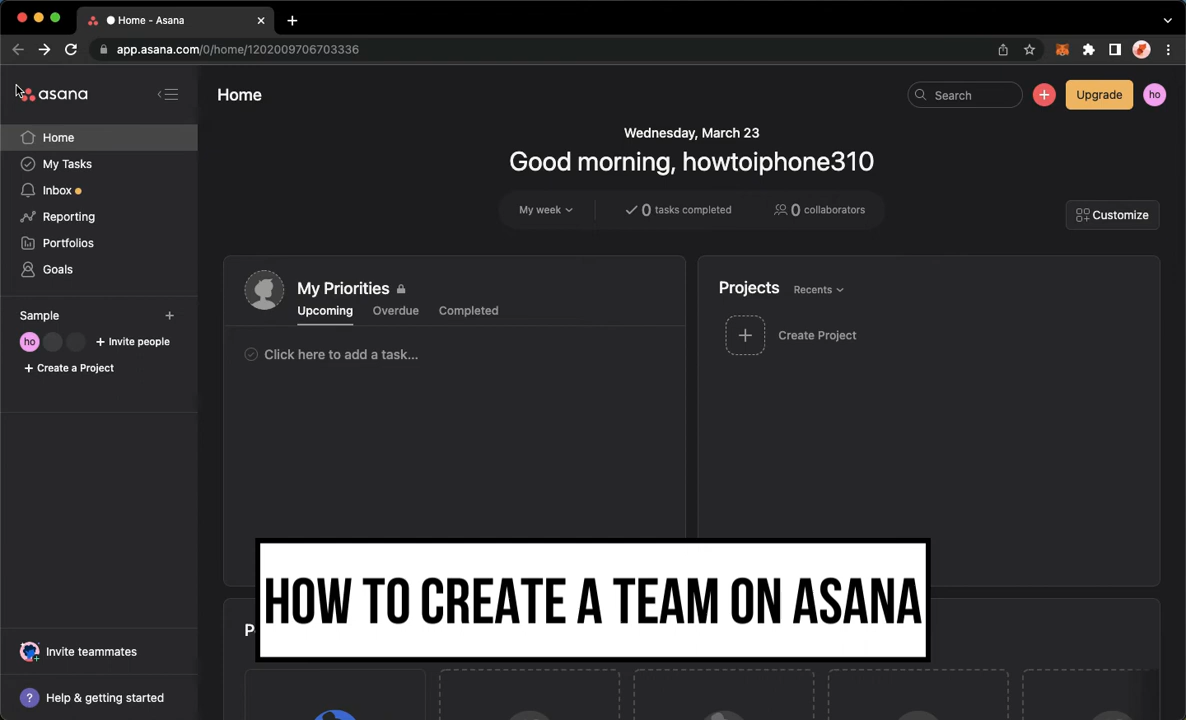 Home - Asana
app.asana.com/0/home/1202009706703336
asana
Home
Search
Upgrade
ho
Home
My Tasks
Inbox
Reporting
Portfolios
Goals
Sample
ho
Invite people
Create a Project
Invite teammates
? Help & getting started
Wednesday, March 23
Good morning, howtoiphone310
My week
0 tasks completed
0 collaborators
Customize
My Priorities
Upcoming Overdue Completed
Click here to add a task...
Projects Recents
Create Project
HOW TO CREATE A TEAM ON ASANA